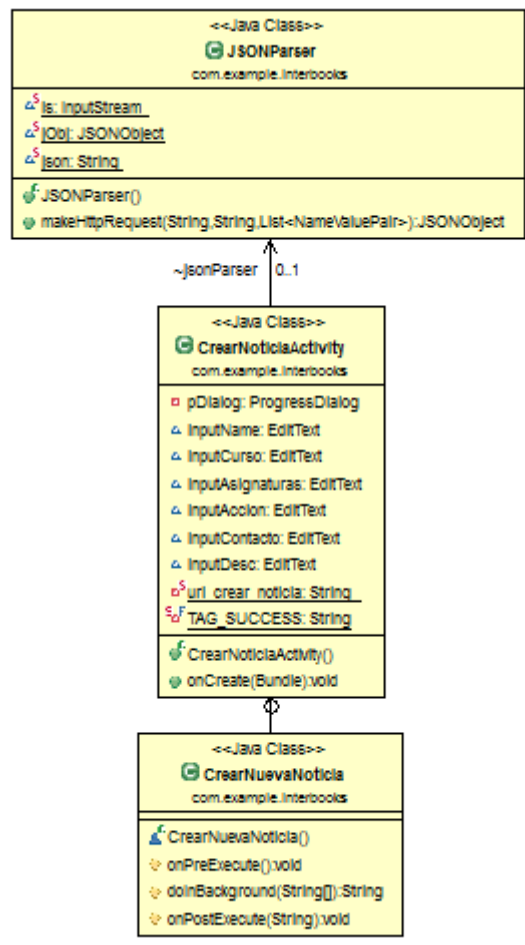 <<Java Class>>
JSONParser
com.example.interbooks
is: InputStream
jObj: JSONObject
json: String
JSONParser()
makeHttpRequest(String,String,List<NameValuePair>):JSONObject
~jsonParser 0..1
<<Java Class>>
CrearNoticiaActivity
com.example.interbooks
pDialog: ProgressDialog
inputName: EditText
inputCurso: EditText
inputAsignaturas: EditText
inputAccion: EditText
inputContacto: EditText
inputDesc: EditText
url_crear_noticia: String
TAG_SUCCESS: String
CrearNoticiaActivity()
onCreate(Bundle):void
<<Java Class>>
CrearNuevaNoticia
com.example.interbooks
CrearNuevaNoticia()
onPreExecute():void
doInBackground(String[]):String
onPostExecute(String):void